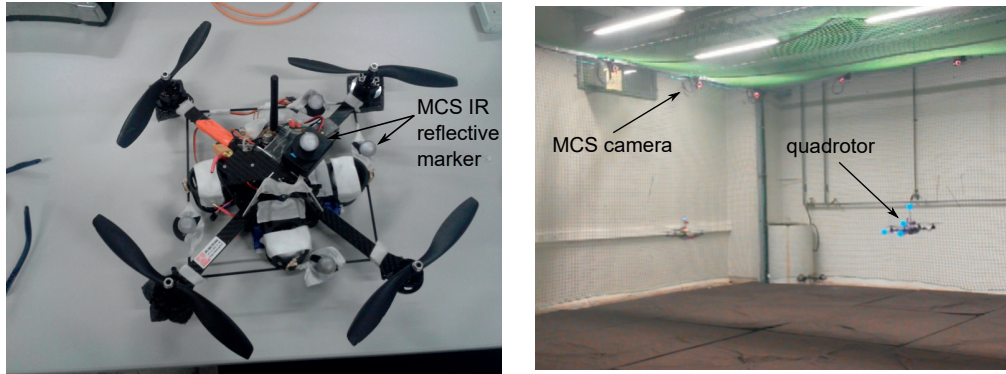 MCS IR
reflective
marker
MCS camera
quadrotor